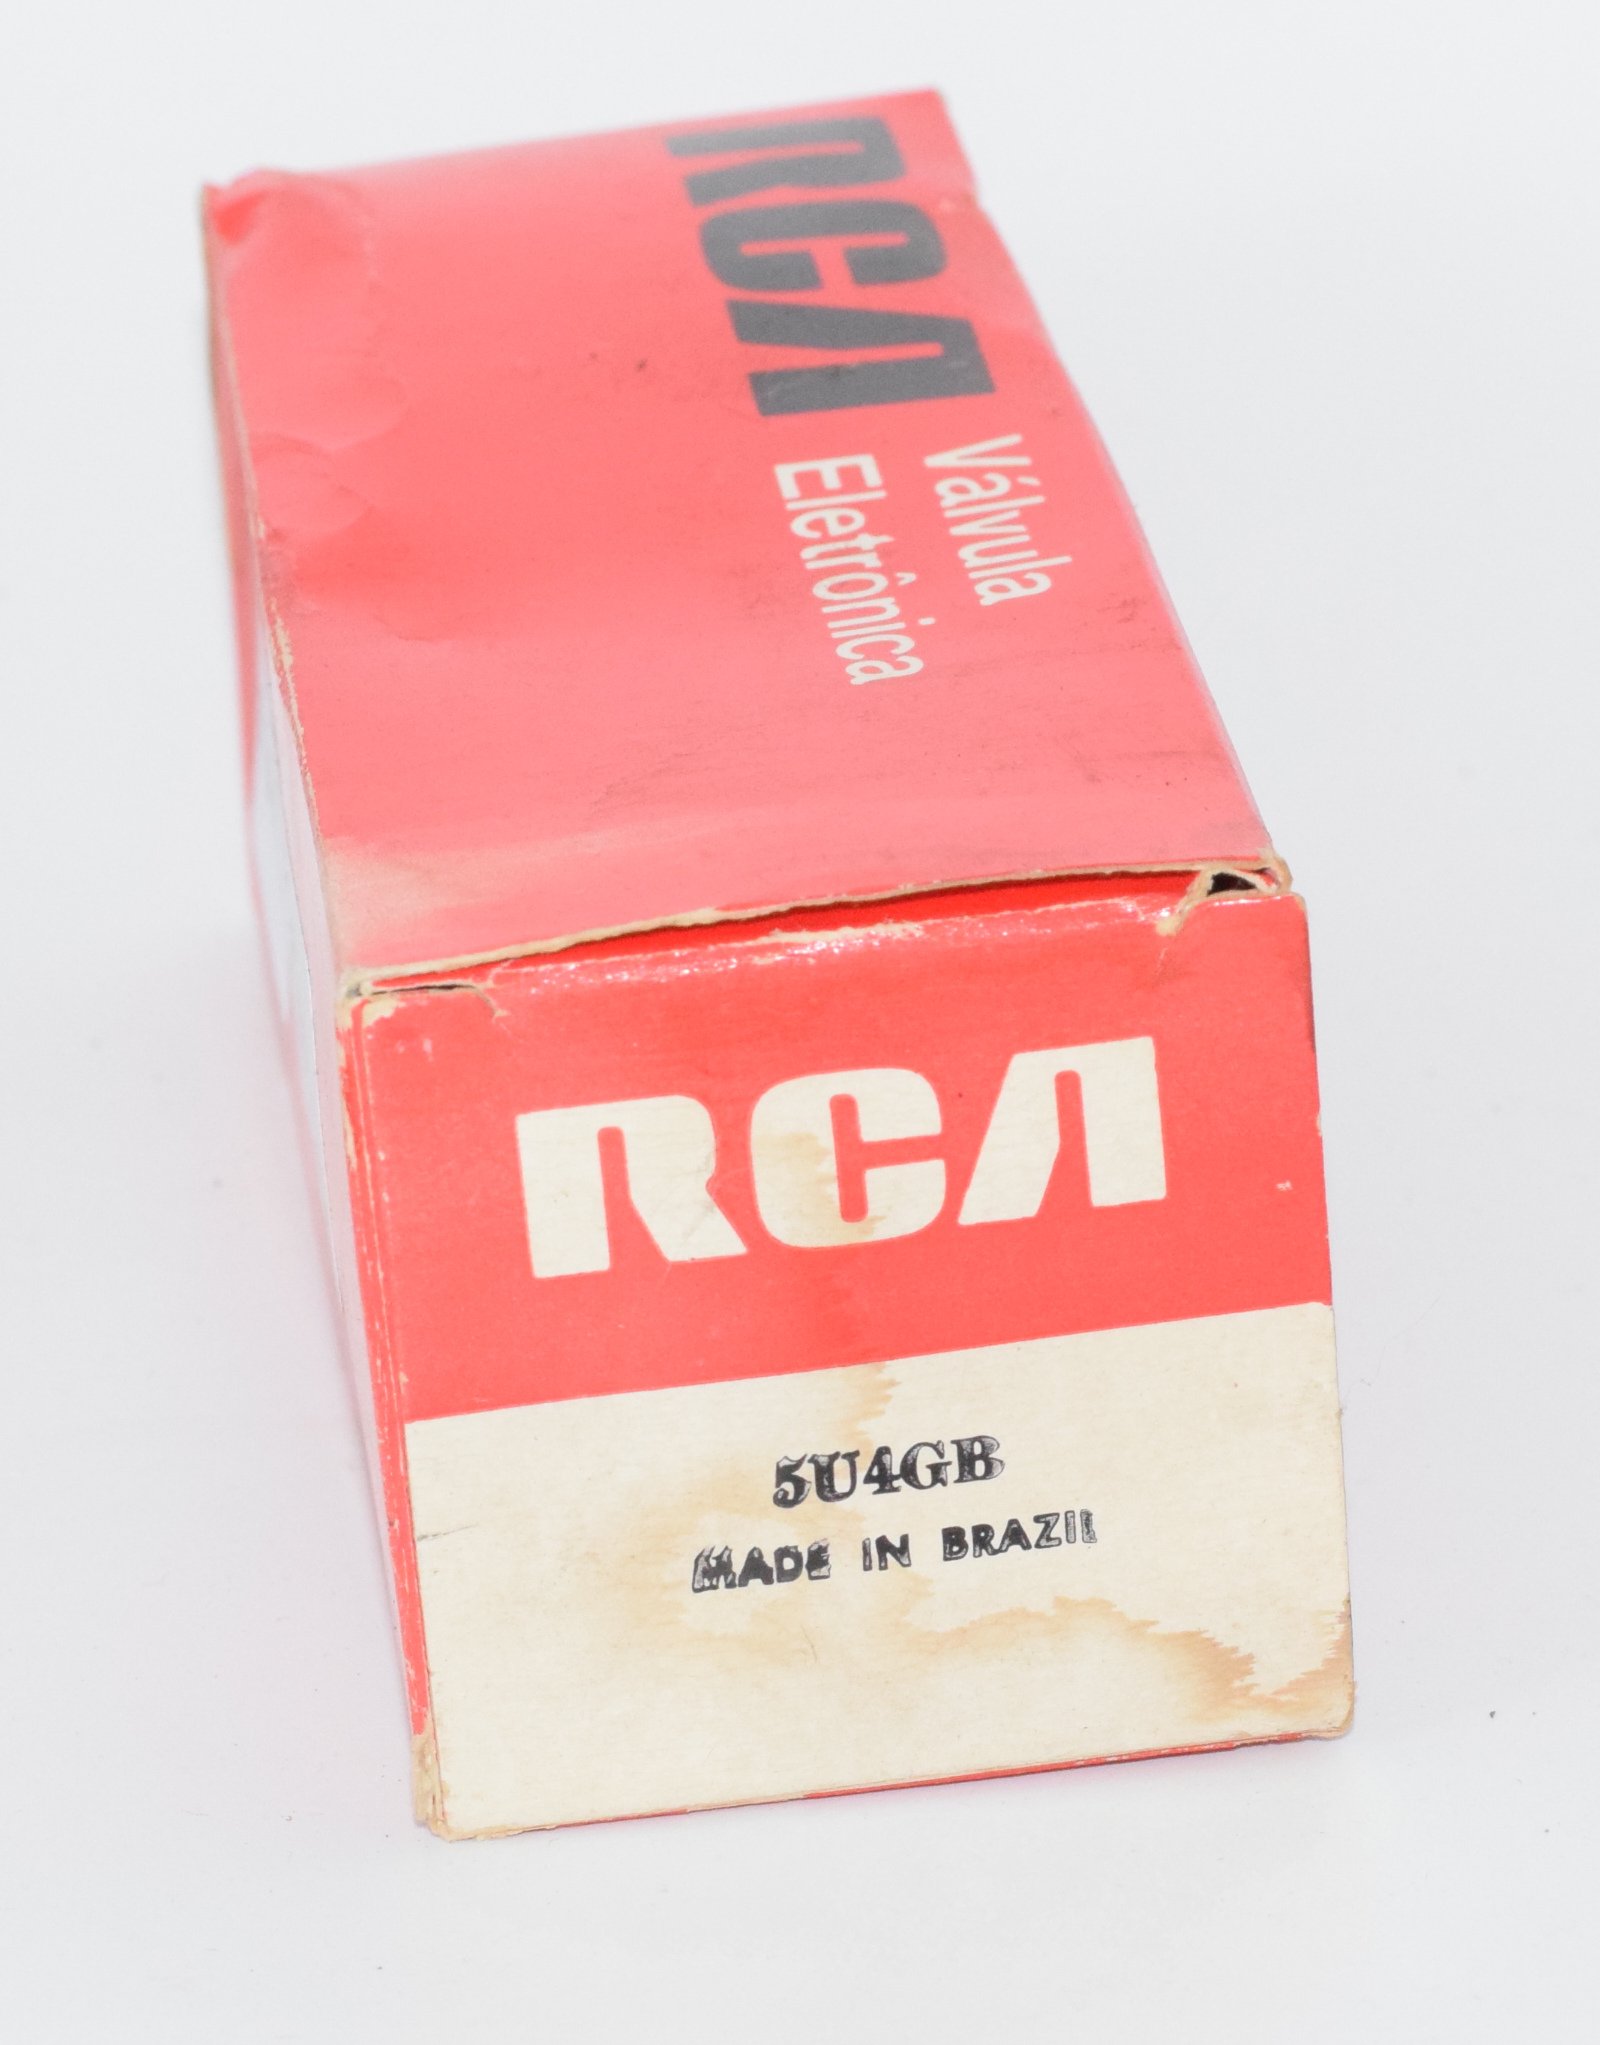 RCA
Válvula
Eletrônica
RCA
5U4GB
MADE IN BRAZIL